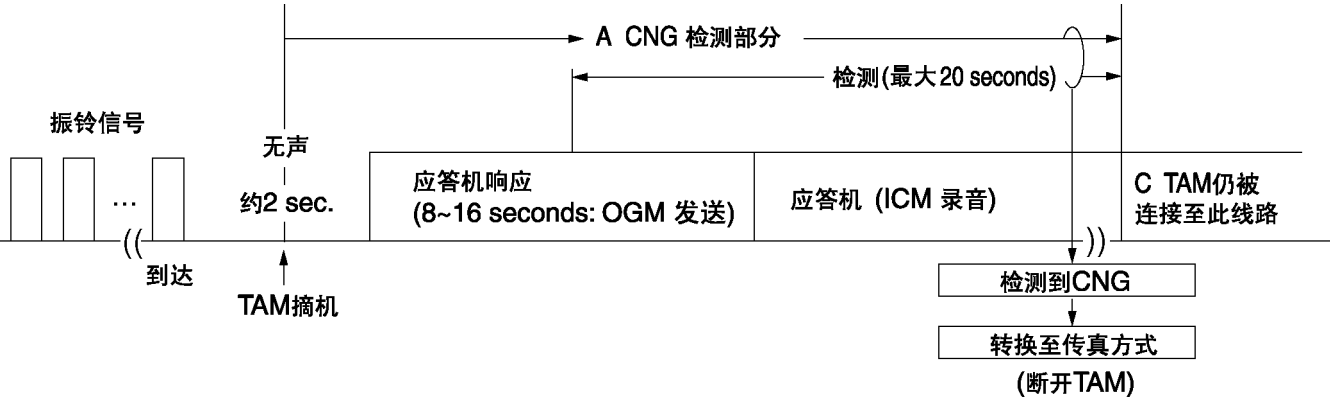 A CNG 检测部分
检测(最大20 seconds)
振铃信号
无声
约2 sec.
应答机响应
(8~16 seconds: OGM 发送)
应答机 (ICM 录音)
C TAM仍被
连接至此线路
...
((
))
到达
TAM摘机
检测到CNG
转换至传真方式
(断开TAM)